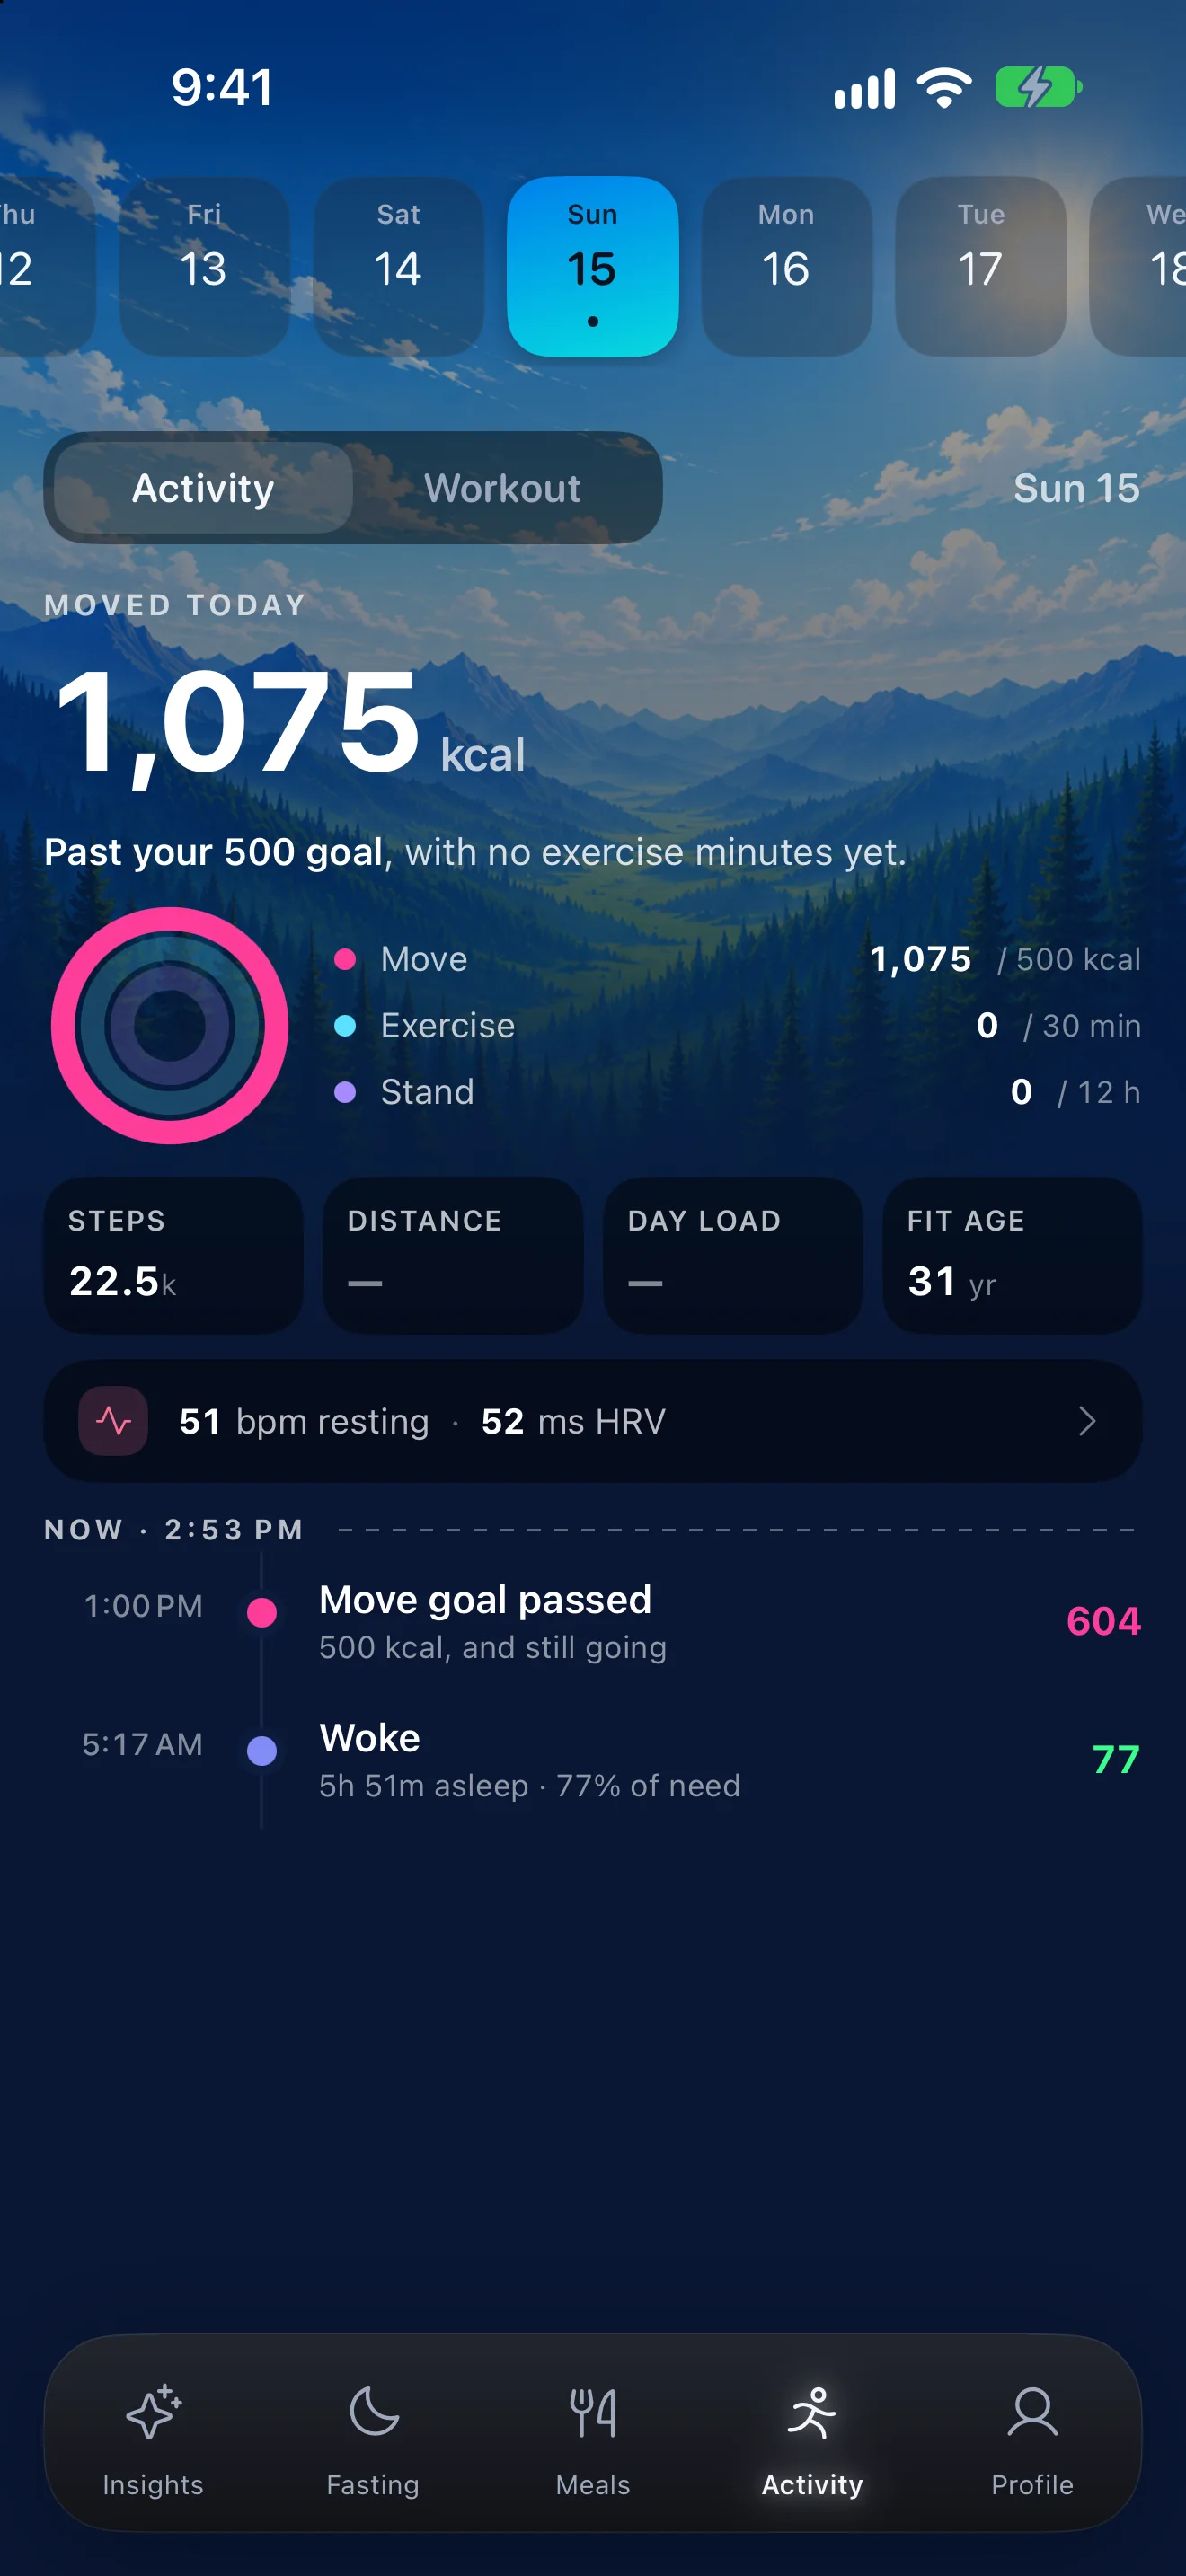 9:41
Thu Fri Sat Sun Mon Tue We
12 13 14 15 16 17 18
Activity Workout Sun 15
MOVED TODAY
1,075 kcal
Past your 500 goal, with no exercise minutes yet.
Move 1,075 / 500 kcal
Exercise 0 / 30 min
Stand 0 / 12 h
STEPS DISTANCE DAY LOAD FIT AGE
22.5k — — 31 yr
51 bpm resting · 52 ms HRV
NOW · 2:53 PM
1:00 PM Move goal passed 604
500 kcal, and still going
5:17 AM Woke 77
5h 51m asleep · 77% of need
Insights Fasting Meals Activity Profile